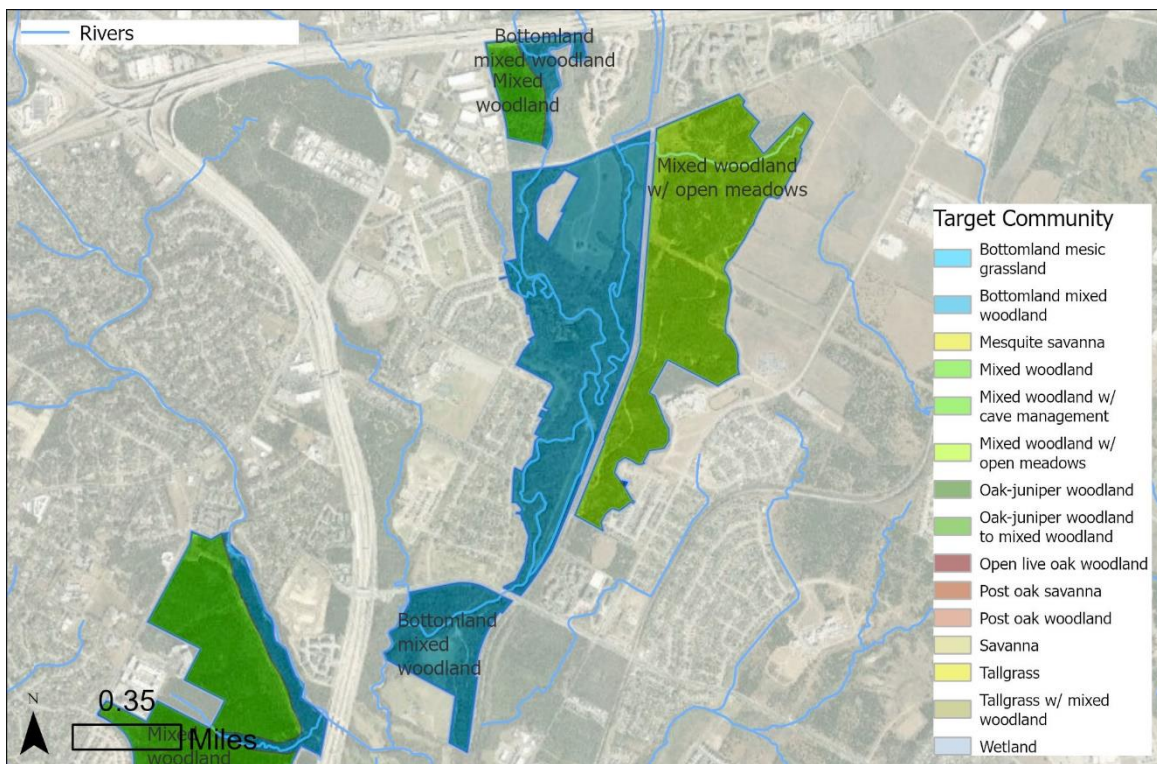 Rivers
Bottomland
mixed woodland
Mixed
woodland
Mixed woodland
w/ open meadows
Target Community
Bottomland mesic
grassland
Bottomland mixed
woodland
Mesquite savanna
Mixed woodland
Mixed woodland w/
cave management
Mixed woodland w/
open meadows
Oak-juniper woodland
Oak-juniper woodland
to mixed woodland
Open live oak woodland
Post oak savanna
Post oak woodland
Savanna
Tallgrass
Tallgrass w/ mixed
woodland
Wetland
Bottomland
mixed
woodland
N
0.35
Miles
Mixed
woodland